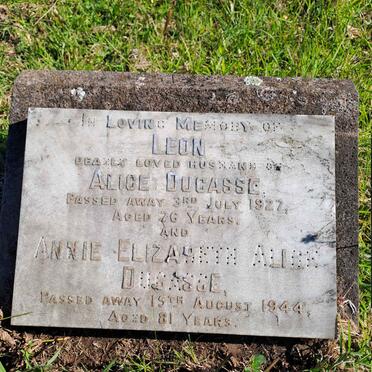 In Loving Memory of
Leon
Dearly Loved Husband of
Alice Ducasse,
Passed away 3rd July 1927,
Aged 76 Years.
And
Annie Elizabeth Alice
Ducasse,
Passed away 15th August 1944,
Aged 81 Years.